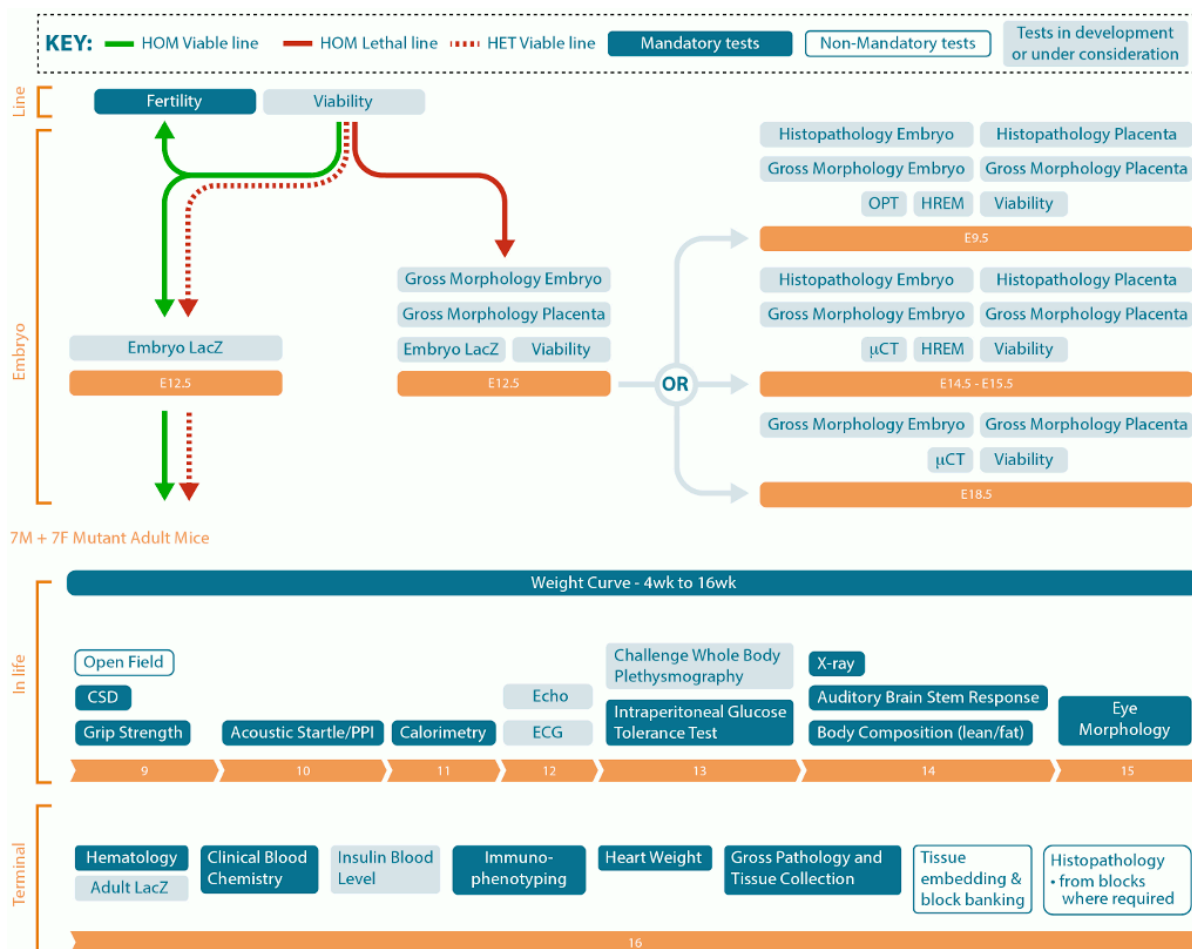 KEY: HOM Viable line HOM Lethal line HET Viable line Mandatory tests Non-Mandatory tests Tests in development
or under consideration
Line
Fertility Viability
Embryo
Histopathology Embryo Histopathology Placenta
Gross Morphology Embryo Gross Morphology Placenta
OPT HREM Viability
E9.5
Gross Morphology Embryo
Gross Morphology Placenta
Embryo LacZ Viability
E12.5
Embryo LacZ
E12.5
OR
Histopathology Embryo Histopathology Placenta
Gross Morphology Embryo Gross Morphology Placenta
μCT HREM Viability
E14.5 - E15.5
Gross Morphology Embryo Gross Morphology Placenta
μCT Viability
E18.5
7M + 7F Mutant Adult Mice
In life
Weight Curve - 4wk to 16wk
Open Field
CSD
Grip Strength
Acoustic Startle/PPI
Calorimetry
Echo
ECG
Challenge Whole Body
Plethysmography
Intraperitoneal Glucose
Tolerance Test
X-ray
Auditory Brain Stem Response
Body Composition (lean/fat)
Eye
Morphology
9 10 11 12 13 14 15
Terminal
Hematology
Adult LacZ
Clinical Blood
Chemistry
Insulin Blood
Level
Immuno-
phenotyping
Heart Weight
Gross Pathology and
Tissue Collection
Tissue
embedding &
block banking
Histopathology
• from blocks
where required
16